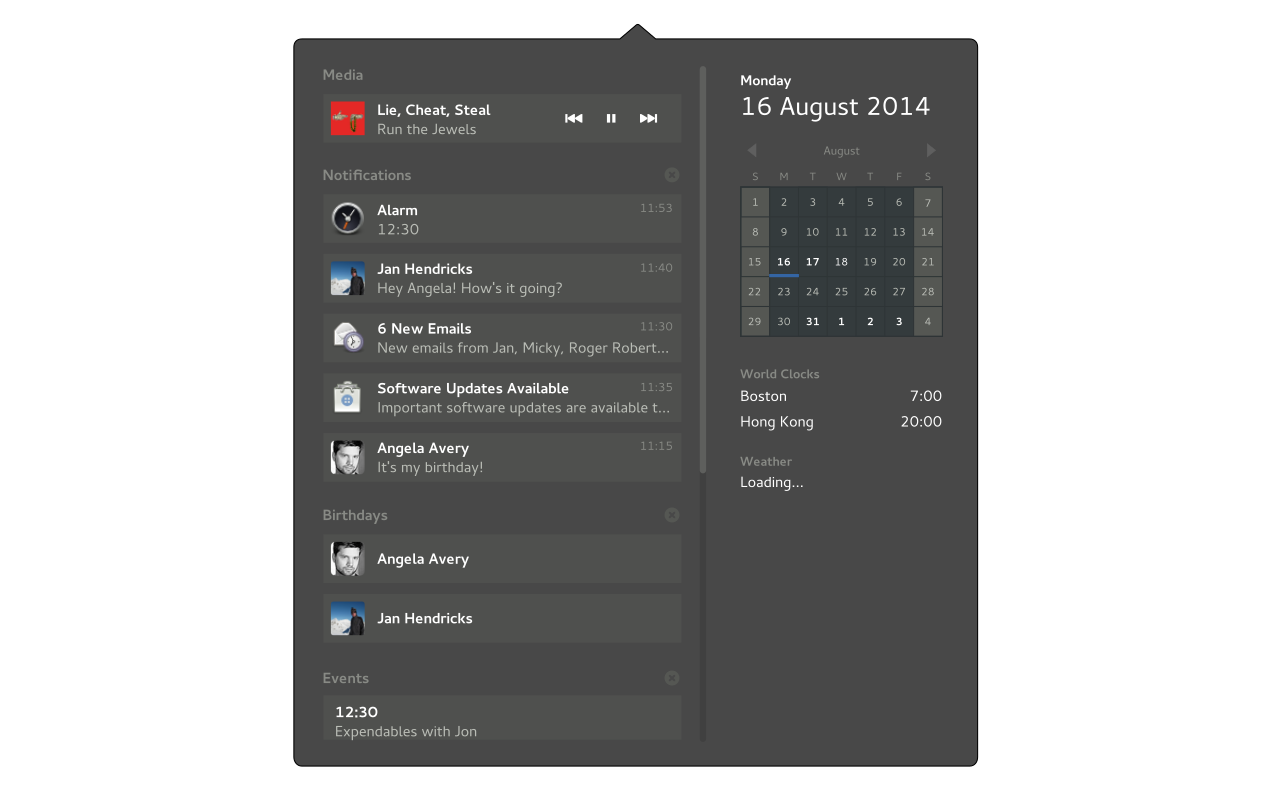 Media
Lie, Cheat, Steal
Run the Jewels
Notifications
Alarm
11:53
12:30
Jan Hendricks
11:40
Hey Angela! How's it going?
6 New Emails
11:30
New emails from Jan, Micky, Roger Robert...
Software Updates Available
11:35
Important software updates are available t...
Angela Avery
11:15
It's my birthday!
Birthdays
Angela Avery
Jan Hendricks
Events
12:30
Expendables with Jon
Monday
16 August 2014
August
S M T W T F S
1 2 3 4 5 6 7
8 9 10 11 12 13 14
15 16 17 18 19 20 21
22 23 24 25 26 27 28
29 30 31 1 2 3 4
World Clocks
Boston 7:00
Hong Kong 20:00
Weather
Loading...